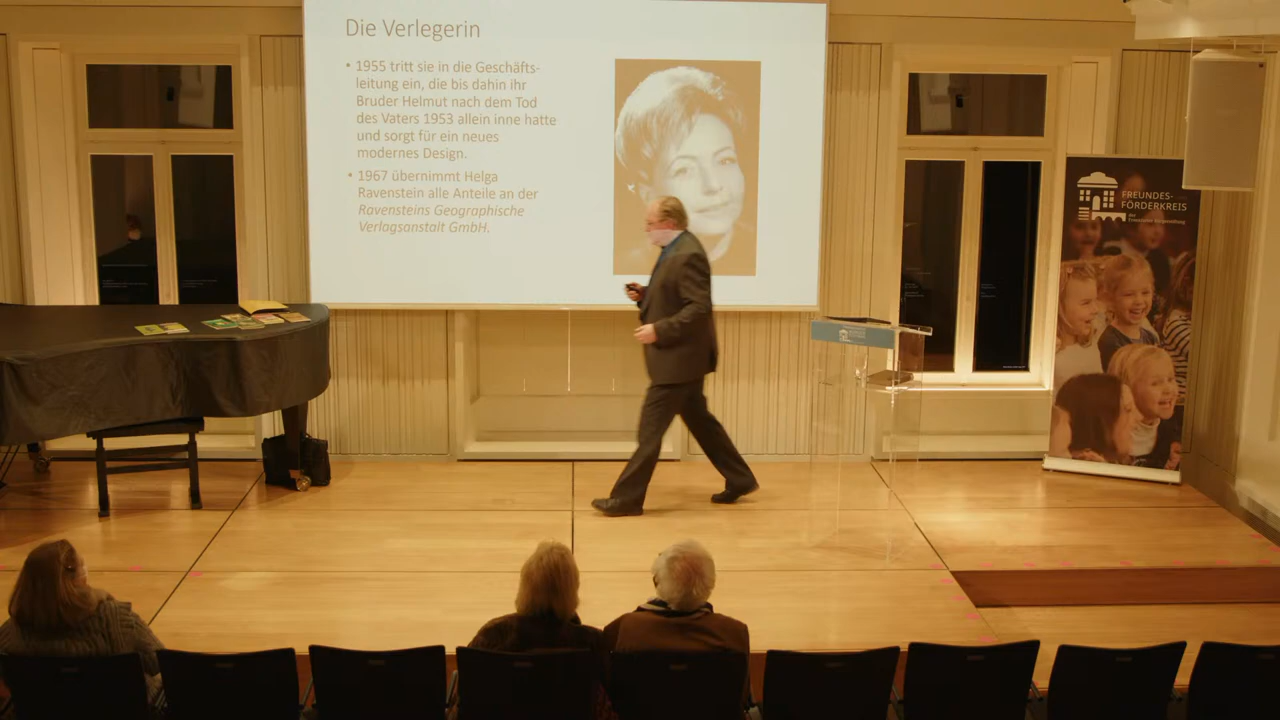 Die Verlegerin
• 1955 tritt sie in die Geschäfts-
leitung ein, die bis dahin ihr
Bruder Helmut nach dem Tod
des Vaters 1953 allein inne hatte
und sorgt für ein neues
modernes Design.
• 1967 übernimmt Helga
Ravenstein alle Anteile an der
Ravensteins Geographische
Verlagsanstalt GmbH.
FREUNDES-
FÖRDERKREIS
der